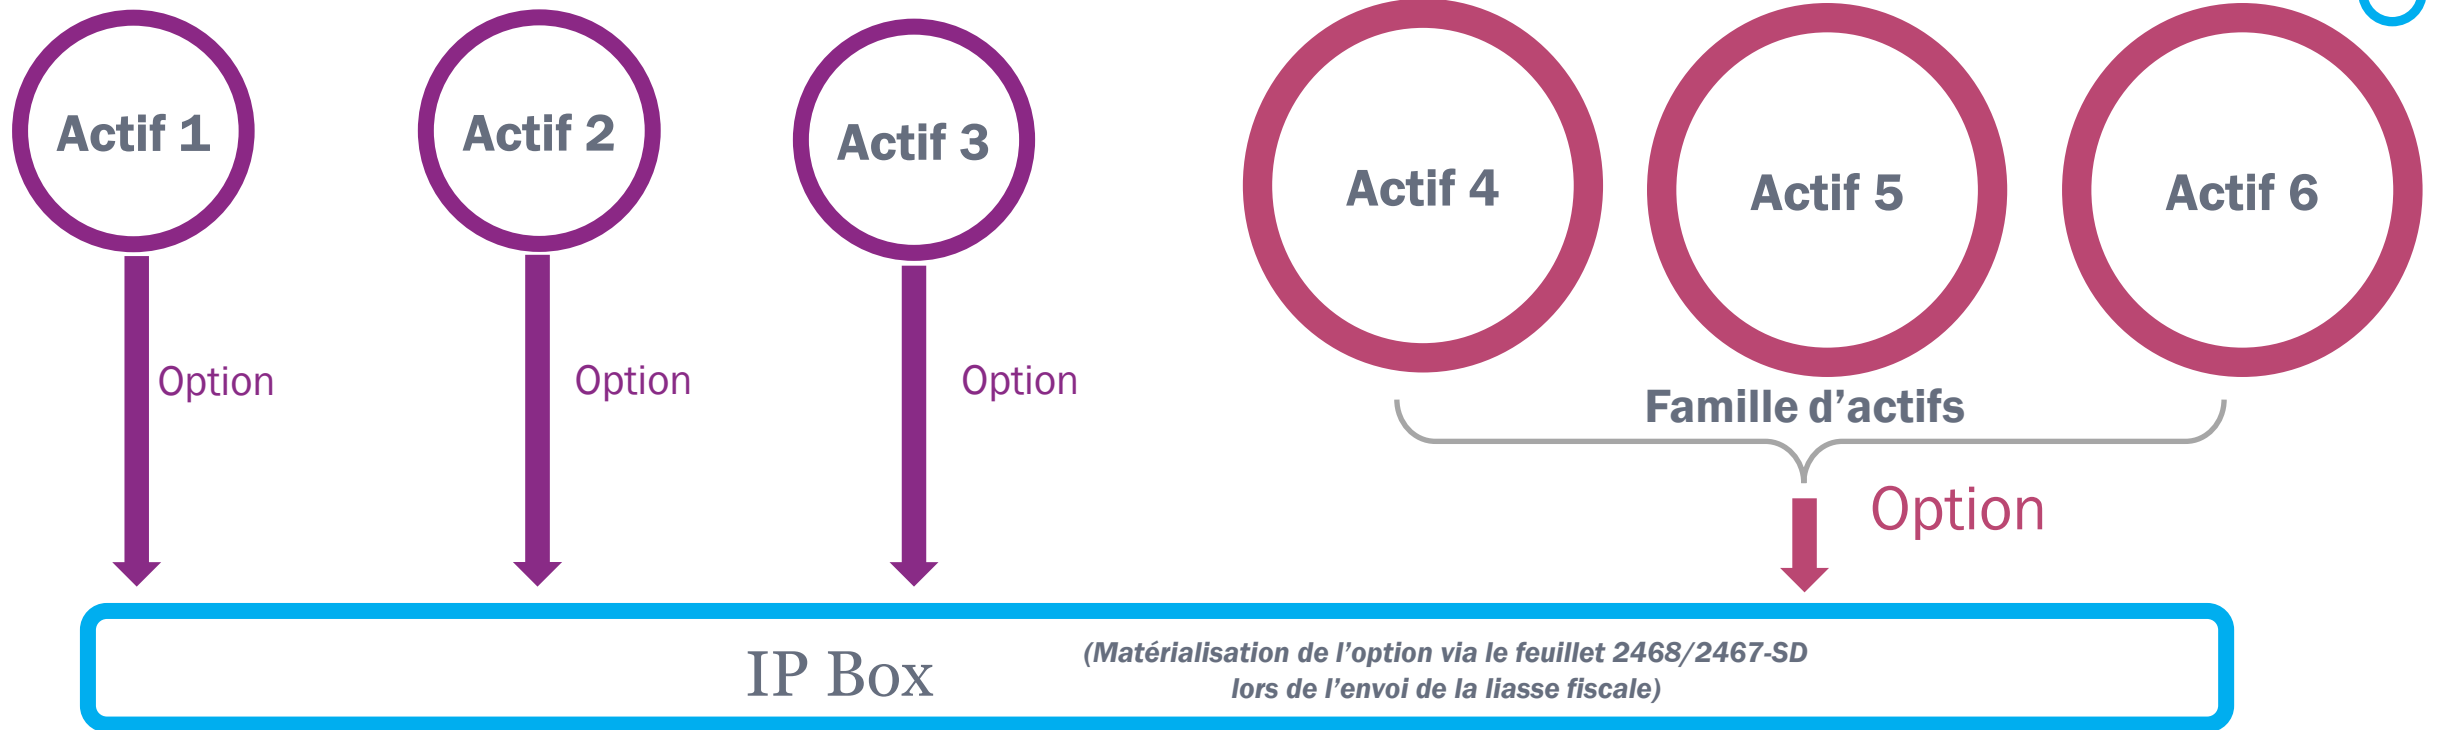 Actif 1
Actif 2
Actif 3
Actif 4
Actif 5
Actif 6
Option
Option
Option
Famille d’actifs
Option
IP Box
(Matérialisation de l’option via le feuillet 2468/2467-SD
lors de l’envoi de la liasse fiscale)